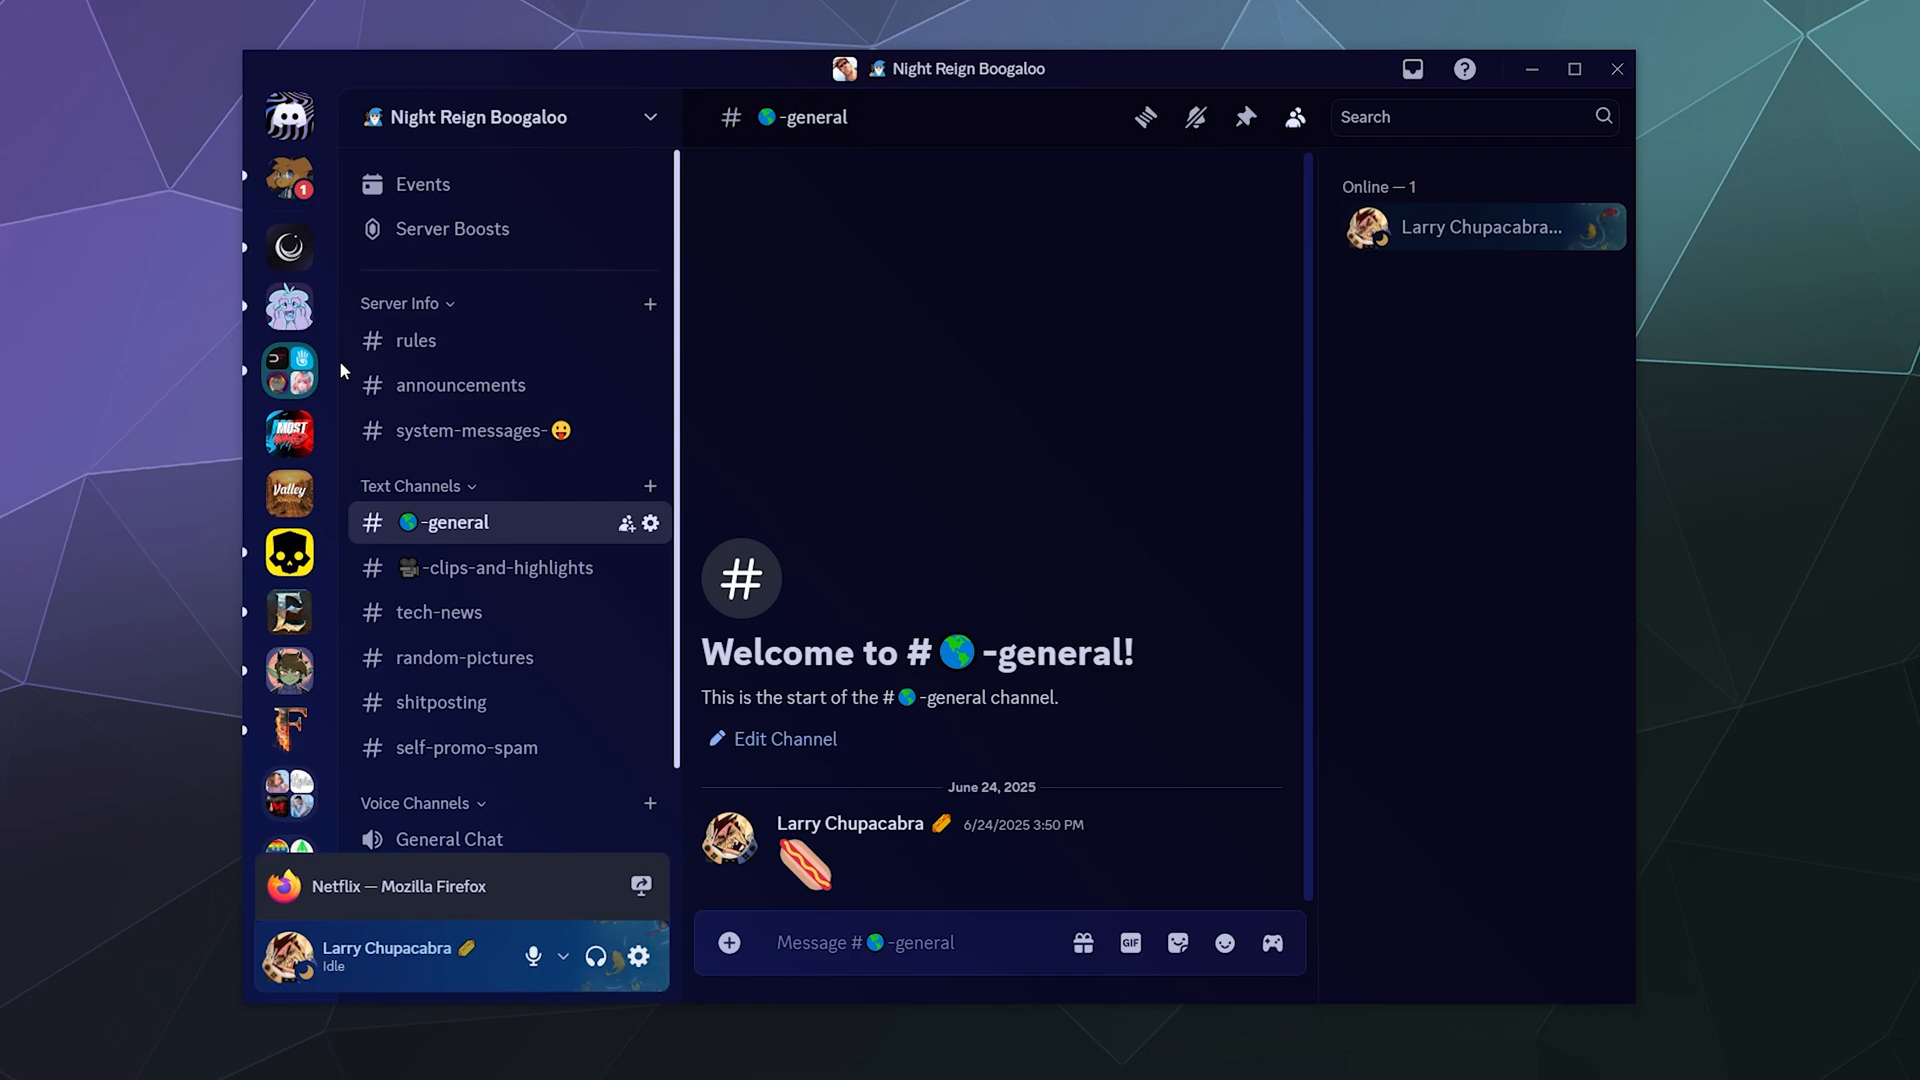 Night Reign Boogaloo
Night Reign Boogaloo
# 🌎-general
Search
1
Events
Server Boosts
Server Info
# rules
# announcements
# system-messages-😛
Text Channels
# 🌎-general
# 🎥-clips-and-highlights
# tech-news
# random-pictures
# shitposting
# self-promo-spam
Voice Channels
General Chat
MOST
Valley
E
F
Netflix — Mozilla Firefox
Larry Chupacabra 🌭
Idle
#
Welcome to #🌎-general!
This is the start of the #🌎-general channel.
Edit Channel
June 24, 2025
Larry Chupacabra 🌭 6/24/2025 3:50 PM
🌭
Message #🌎-general
GIF
Online — 1
Larry Chupacabra...